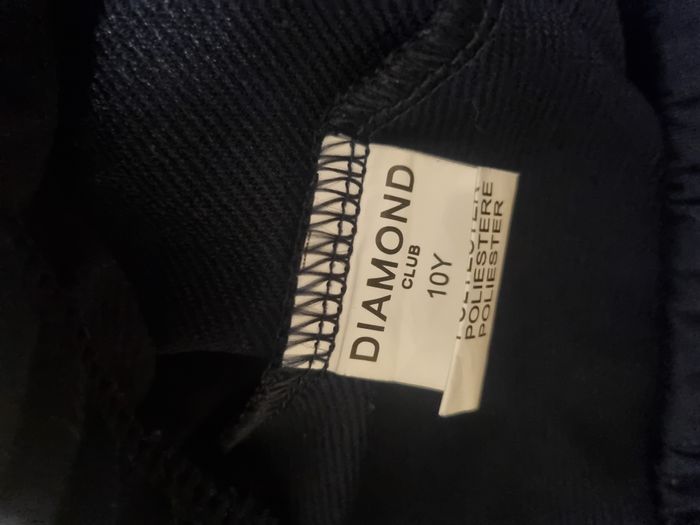 DIAMOND
CLUB
10Y
POLIESTERE
POLIESTER